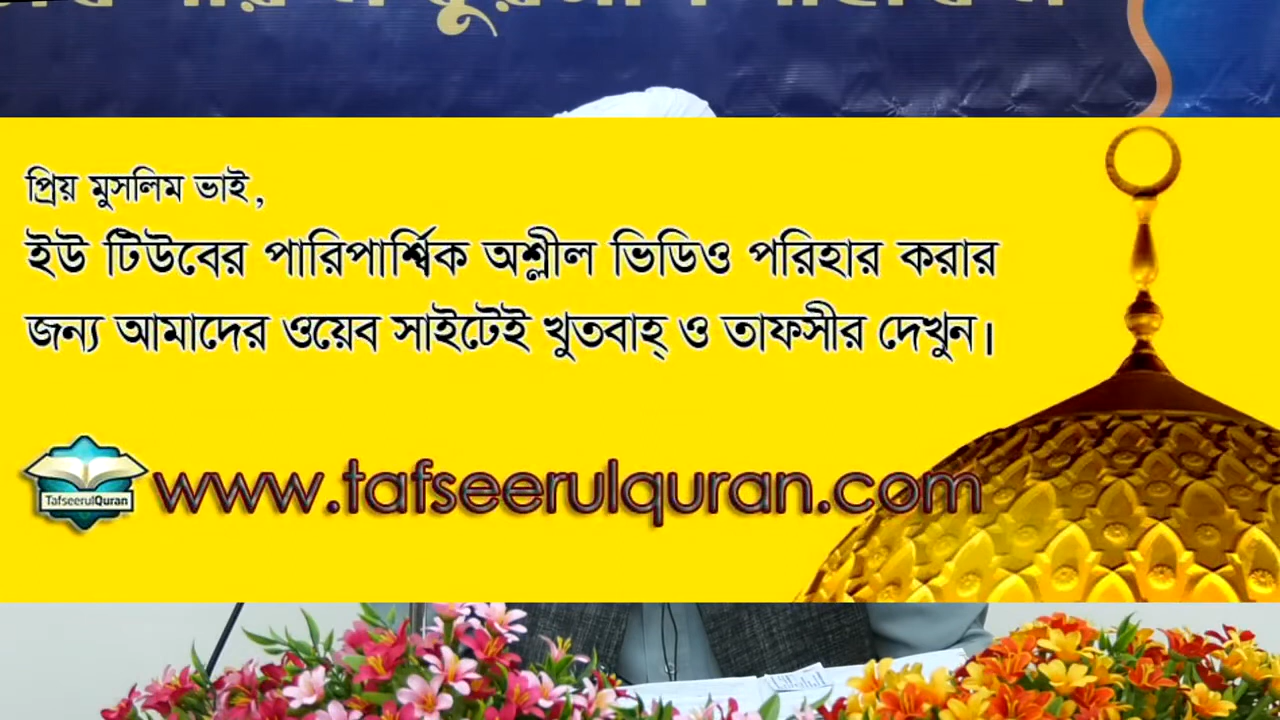 প্রিয় মুসলিম ভাই,
ইউ টিউবের পারিপার্শ্বিক অশ্লীল ভিডিও পরিহার করার
জন্য আমাদের ওয়েব সাইটেই খুতবাহ্ ও তাফসীর দেখুন।
TafseerulQuran
www.tafseerulquran.com